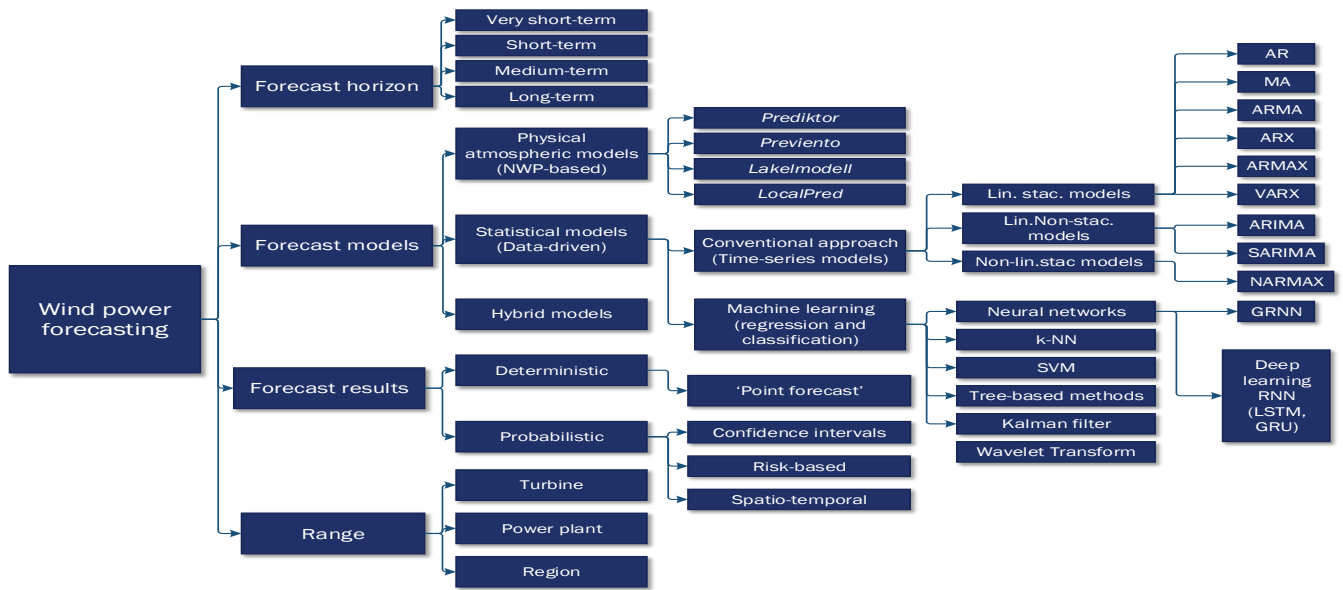 Wind power
forecasting
Forecast horizon
Very short-term
Short-term
Medium-term
Long-term
Forecast models
Physical
atmospheric models
(NWP-based)
Prediktor
Previento
Lakelmodell
LocalPred
Statistical models
(Data-driven)
Conventional approach
(Time-series models)
Lin. stac. models
AR
MA
ARMA
ARX
ARMAX
VARX
Lin.Non-stac.
models
ARIMA
SARIMA
Non-lin.stac models
NARMAX
Machine learning
(regression and
classification)
Neural networks
GRNN
Deep
learning
RNN
(LSTM,
GRU)
k-NN
SVM
Tree-based methods
Kalman filter
Wavelet Transform
Hybrid models
Forecast results
Deterministic
‘Point forecast’
Probabilistic
Confidence intervals
Risk-based
Spatio-temporal
Range
Turbine
Power plant
Region